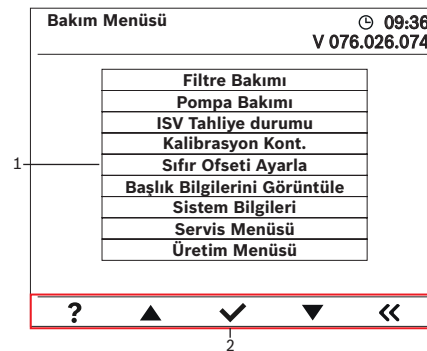 Bakım Menüsü
09:36
V 076.026.074
Filtre Bakımı
Pompa Bakımı
ISV Tahliye durumu
Kalibrasyon Kont.
1
Sıfır Ofseti Ayarla
Başlık Bilgilerini Görüntüle
Sistem Bilgileri
Servis Menüsü
Üretim Menüsü
?
2